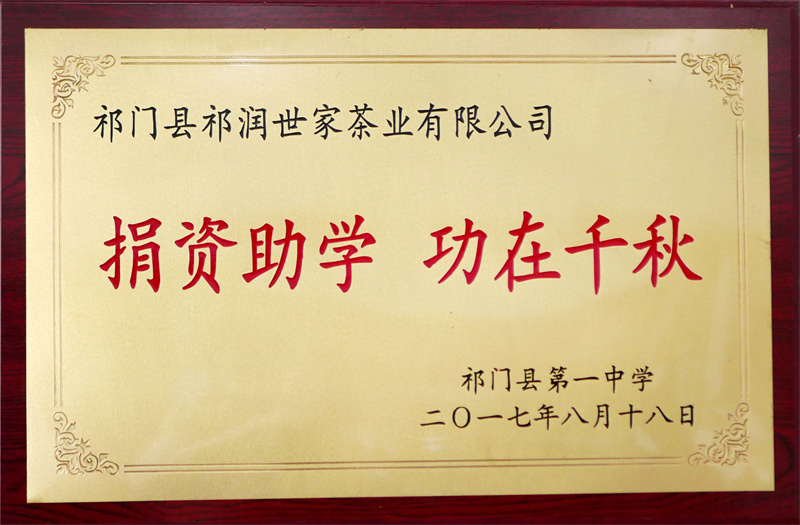 祁门县祁润世家茶业有限公司
捐资助学 功在千秋
祁门县第一中学
二〇一七年八月十八日